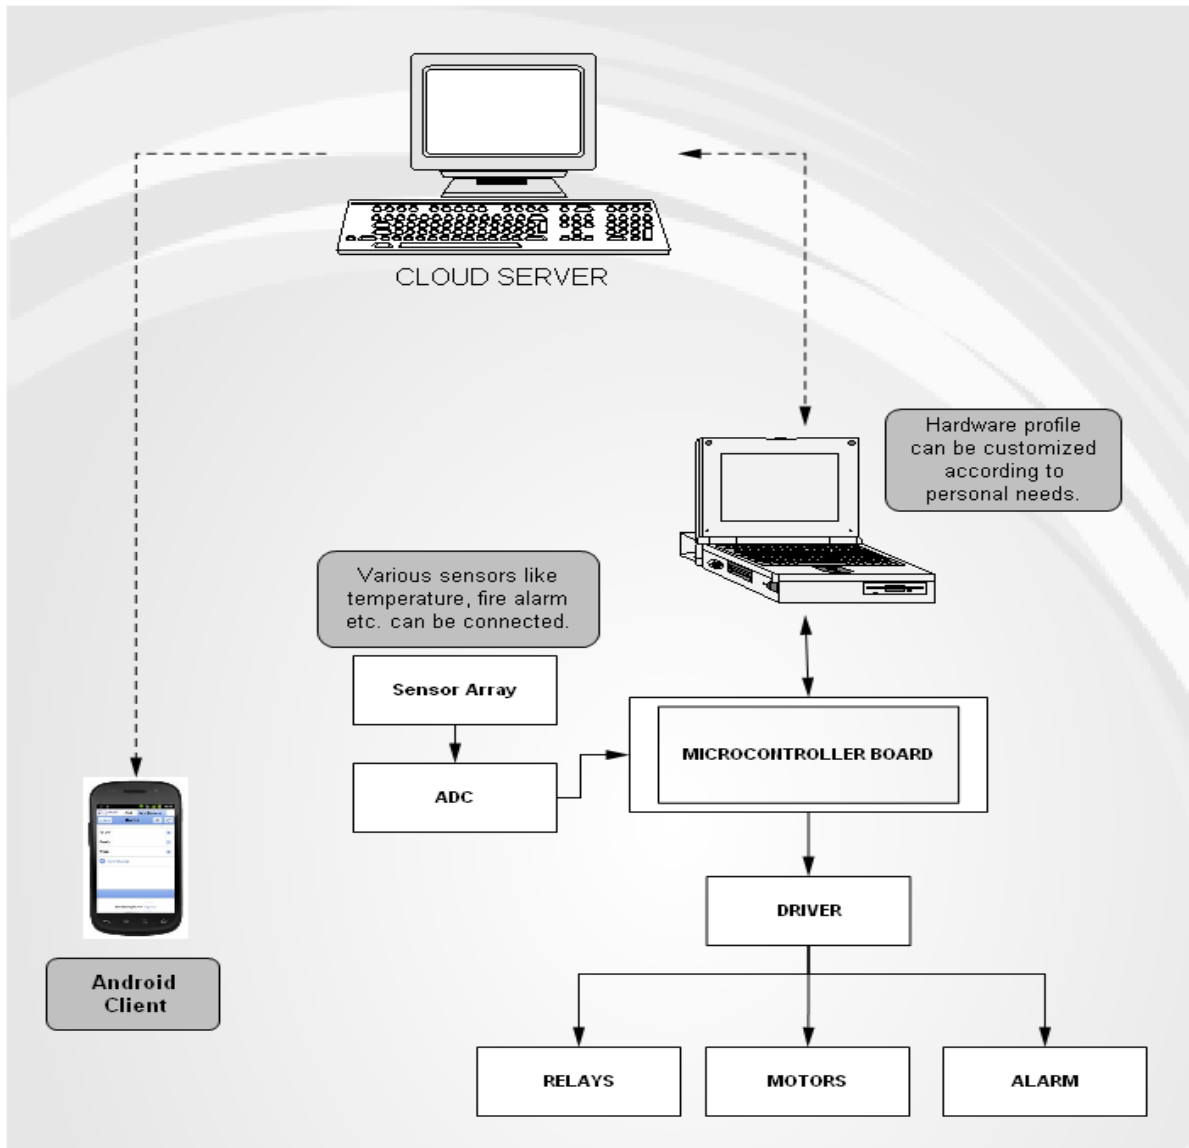 CLOUD SERVER
Hardware profile
can be customized
according to
personal needs.
Various sensors like
temperature, fire alarm
etc. can be connected.
Sensor Array
MICROCONTROLLER BOARD
ADC
DRIVER
Android
Client
RELAYS
MOTORS
ALARM